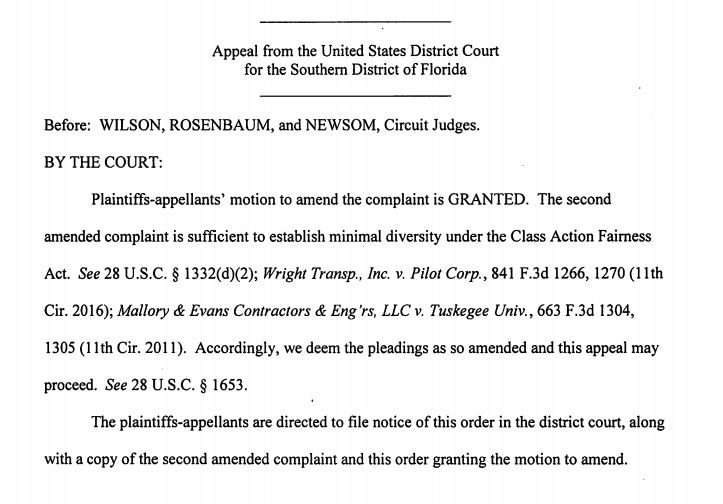 Appeal from the United States District Court
for the Southern District of Florida
Before: WILSON, ROSENBAUM, and NEWSOM, Circuit Judges.
BY THE COURT:
Plaintiffs-appellants' motion to amend the complaint is GRANTED. The second
amended complaint is sufficient to establish minimal diversity under the Class Action Fairness
Act. See 28 U.S.C. § 1332(d)(2); Wright Transp., Inc. v. Pilot Corp., 841 F.3d 1266, 1270 (11th
Cir. 2016); Mallory & Evans Contractors & Eng'rs, LLC v. Tuskegee Univ., 663 F.3d 1304,
1305 (11th Cir. 2011). Accordingly, we deem the pleadings as so amended and this appeal may
proceed. See 28 U.S.C. § 1653.
The plaintiffs-appellants are directed to file notice of this order in the district court, along
with a copy of the second amended complaint and this order granting the motion to amend.